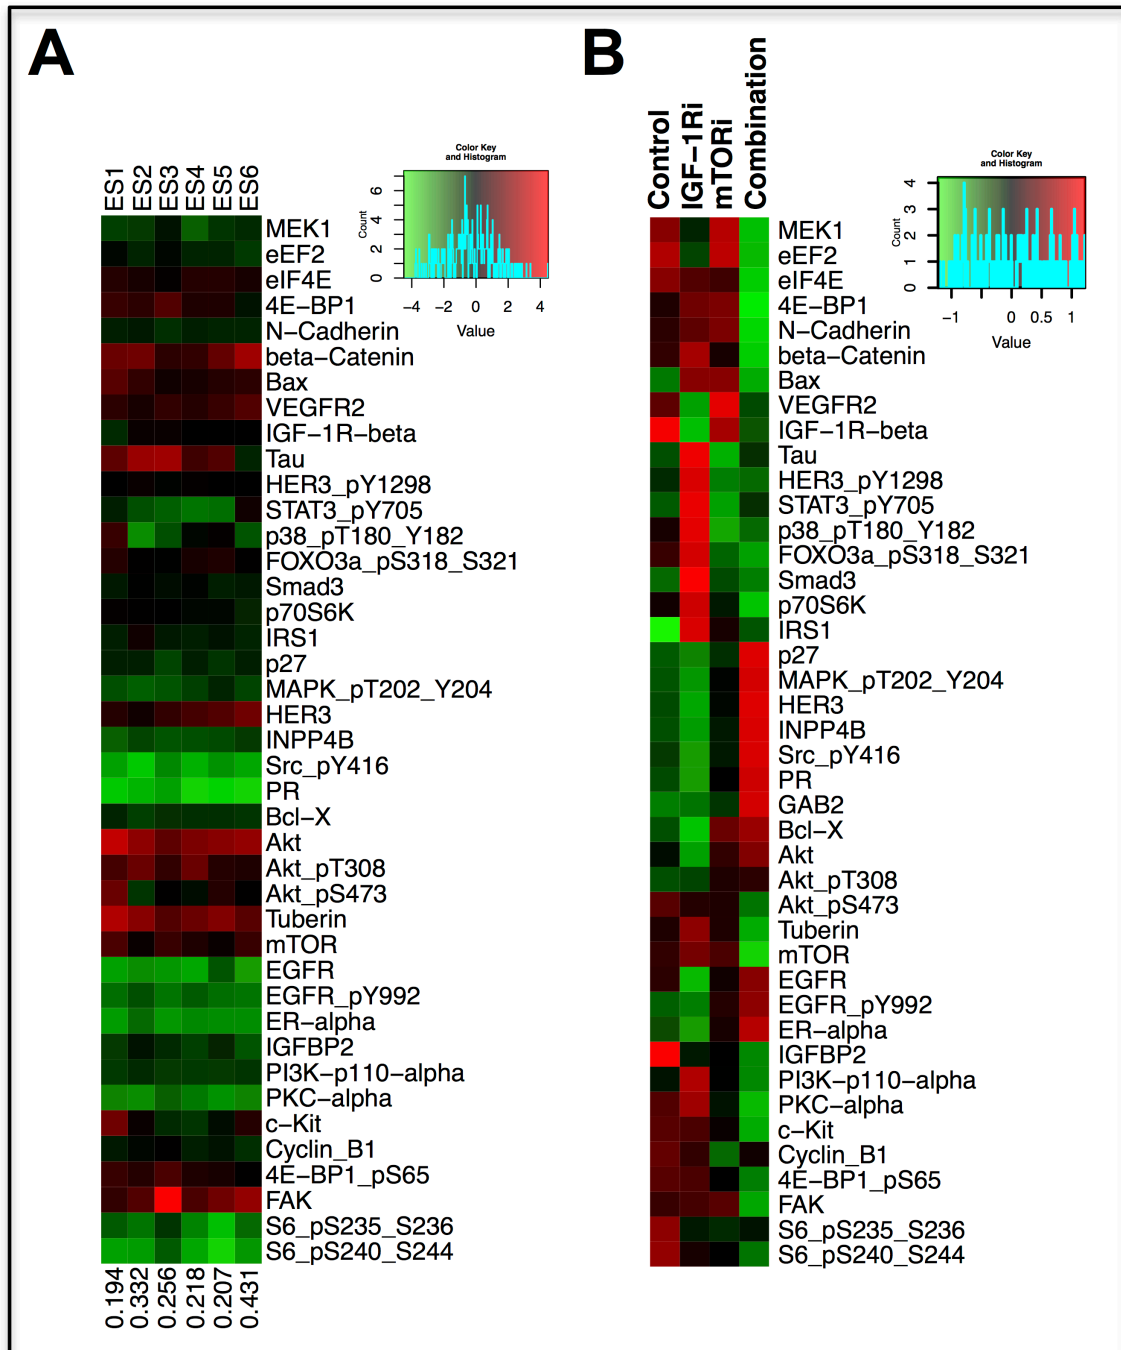 A
ES1 ES2 ES3 ES4 ES5 ES6
Color Key
and Histogram
Count
0 2 4 6
−4 −2 0 2 4
Value
MEK1
eEF2
eIF4E
4E−BP1
N−Cadherin
beta−Catenin
Bax
VEGFR2
IGF−1R−beta
Tau
HER3_pY1298
STAT3_pY705
p38_pT180_Y182
FOXO3a_pS318_S321
Smad3
p70S6K
IRS1
p27
MAPK_pT202_Y204
HER3
INPP4B
Src_pY416
PR
Bcl−X
Akt
Akt_pT308
Akt_pS473
Tuberin
mTOR
EGFR
EGFR_pY992
ER−alpha
IGFBP2
PI3K−p110−alpha
PKC−alpha
c−Kit
Cyclin_B1
4E−BP1_pS65
FAK
S6_pS235_S236
S6_pS240_S244
0.194 0.332 0.256 0.218 0.207 0.431
B
Control IGF−1Ri mTORi Combination
Color Key
and Histogram
Count
0 1 2 3 4
−1 0 0.5 1
Value
MEK1
eEF2
eIF4E
4E−BP1
N−Cadherin
beta−Catenin
Bax
VEGFR2
IGF−1R−beta
Tau
HER3_pY1298
STAT3_pY705
p38_pT180_Y182
FOXO3a_pS318_S321
Smad3
p70S6K
IRS1
p27
MAPK_pT202_Y204
HER3
INPP4B
Src_pY416
PR
GAB2
Bcl−X
Akt
Akt_pT308
Akt_pS473
Tuberin
mTOR
EGFR
EGFR_pY992
ER−alpha
IGFBP2
PI3K−p110−alpha
PKC−alpha
c−Kit
Cyclin_B1
4E−BP1_pS65
FAK
S6_pS235_S236
S6_pS240_S244